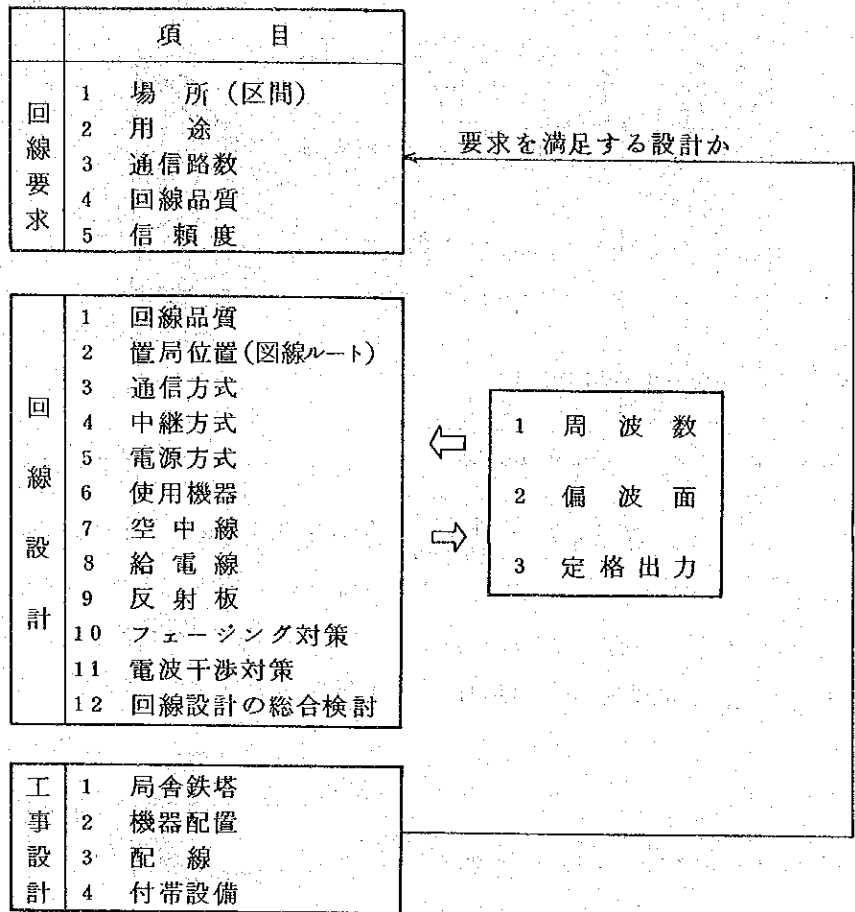 項 目
回線要求
1 場 所 (区間)
2 用 途
3 通信路数
4 回線品質
5 信 頼 度
要求を満足する設計か
回線設計
1 回線品質
2 置局位置(図線ルート)
3 通信方式
4 中継方式
5 電源方式
6 使用機器
7 空 中 線
8 給 電 線
9 反 射 板
10 フェージング対策
11 電波干渉対策
12 回線設計の総合検討
1 周 波 数
2 偏 波 面
3 定 格 出 力
工事設計
1 局舎鉄塔
2 機器配置
3 配 線
4 付帯設備